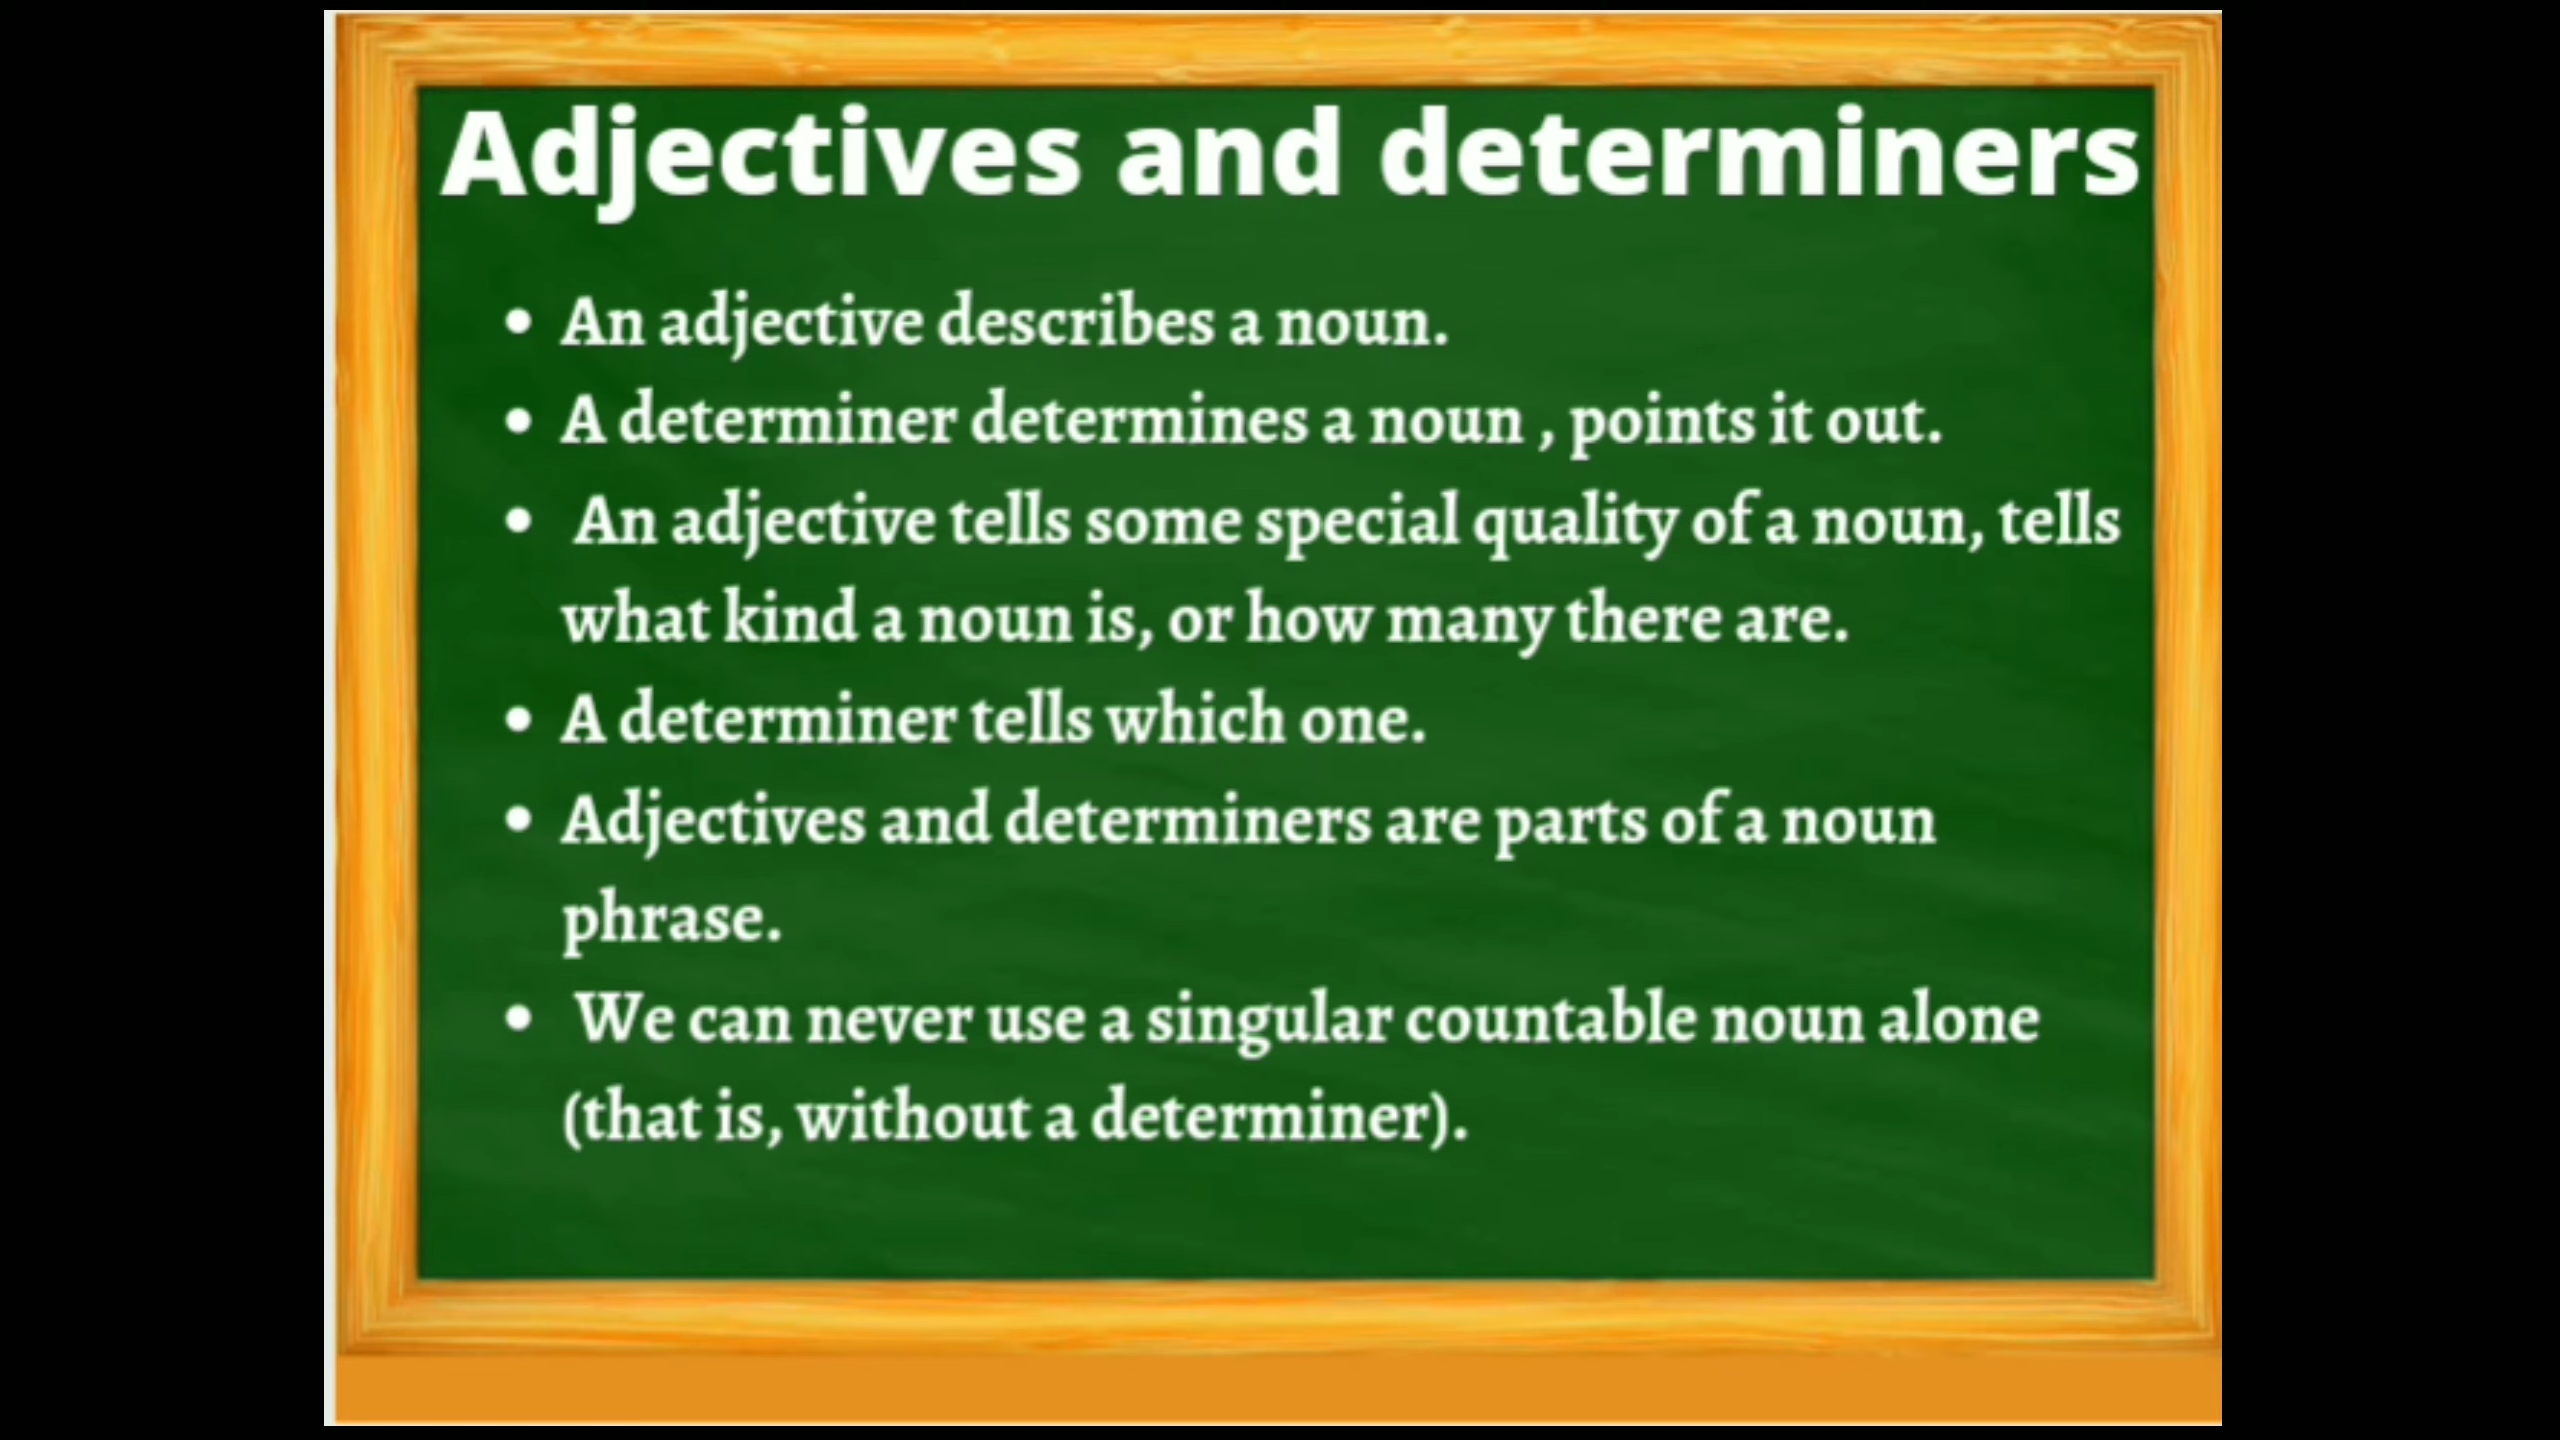 Adjectives and determiners
• An adjective describes a noun.
• A determiner determines a noun , points it out.
• An adjective tells some special quality of a noun, tells
what kind a noun is, or how many there are.
• A determiner tells which one.
• Adjectives and determiners are parts of a noun
phrase.
• We can never use a singular countable noun alone
(that is, without a determiner).